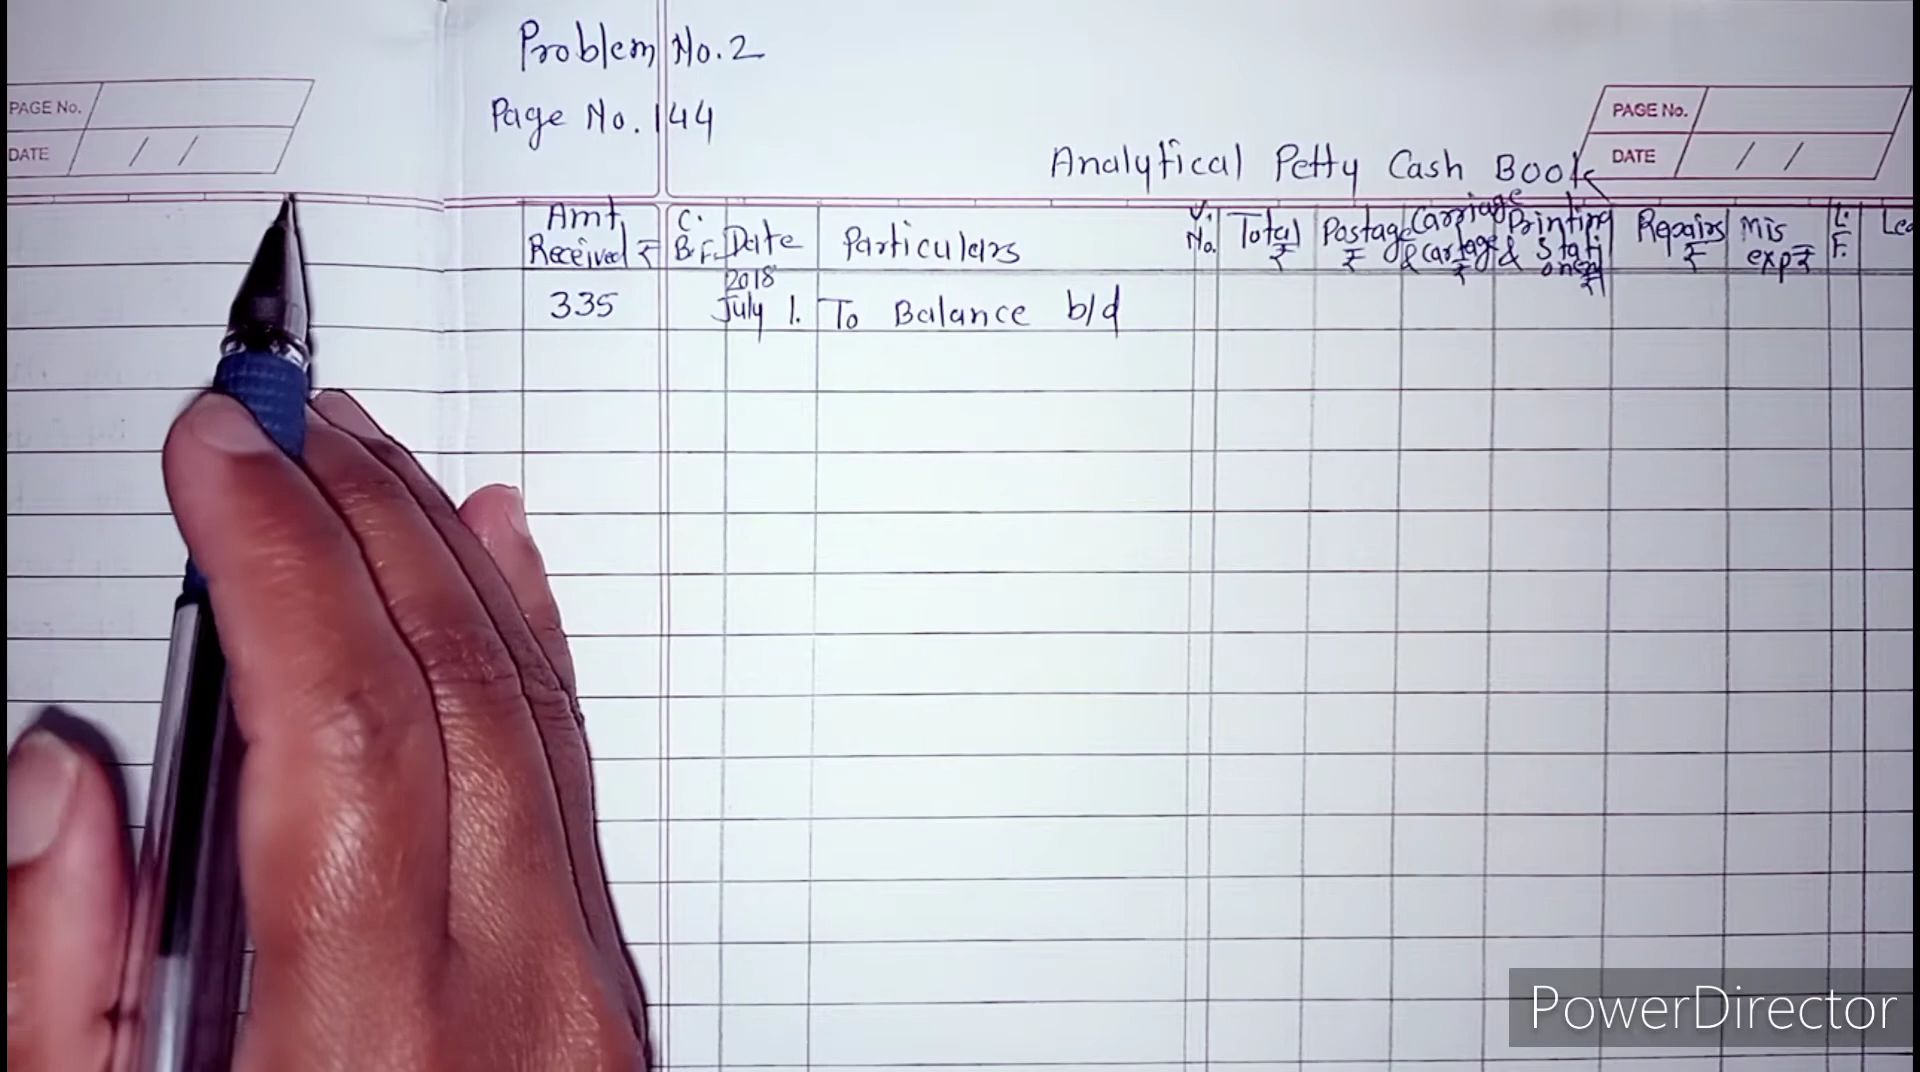 Problem No.2
Page No. 144
PAGE No.
DATE / /
PAGE No.
DATE / /
Analytical Petty Cash Book
Amt Received ₹
C. B.F.
Date
Particulars
V. No.
Total ₹
Postage ₹
Carriage & Cartage ₹
Printing & Stationery ₹
Repairs ₹
Mis exp ₹
L. F.
335
2018
July 1.
To Balance b/d
PowerDirector